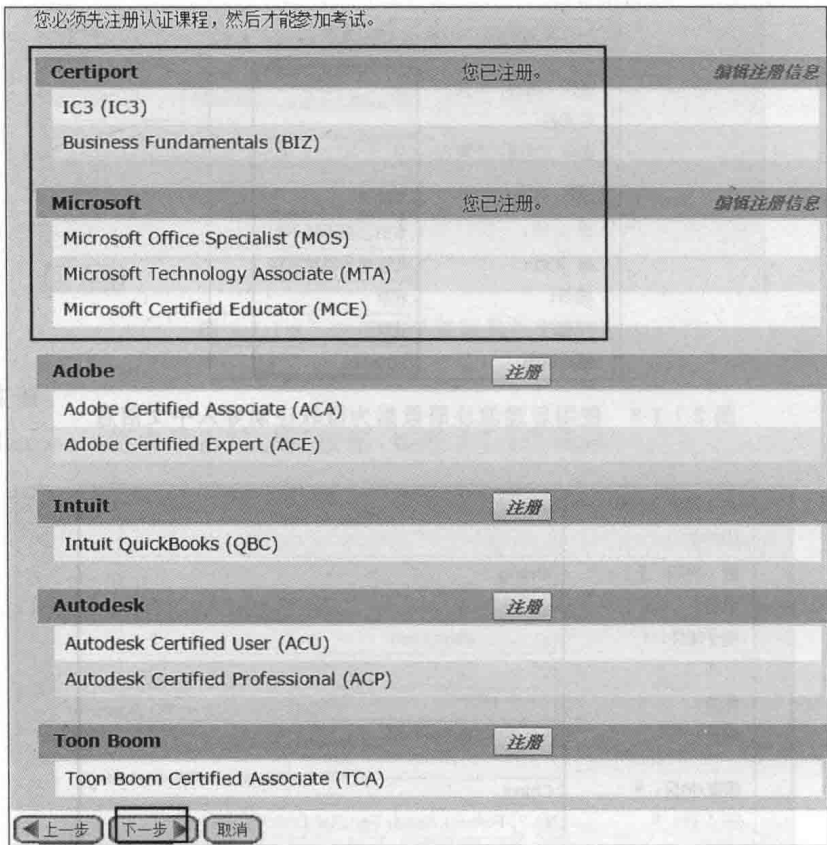 您必须先注册认证课程，然后才能参加考试。
Certiport 您已注册。 编辑注册信息
IC3 (IC3)
Business Fundamentals (BIZ)
Microsoft 您已注册。 编辑注册信息
Microsoft Office Specialist (MOS)
Microsoft Technology Associate (MTA)
Microsoft Certified Educator (MCE)
Adobe 注册
Adobe Certified Associate (ACA)
Adobe Certified Expert (ACE)
Intuit 注册
Intuit QuickBooks (QBC)
Autodesk 注册
Autodesk Certified User (ACU)
Autodesk Certified Professional (ACP)
Toon Boom 注册
Toon Boom Certified Associate (TCA)
上一步 下一步 取消